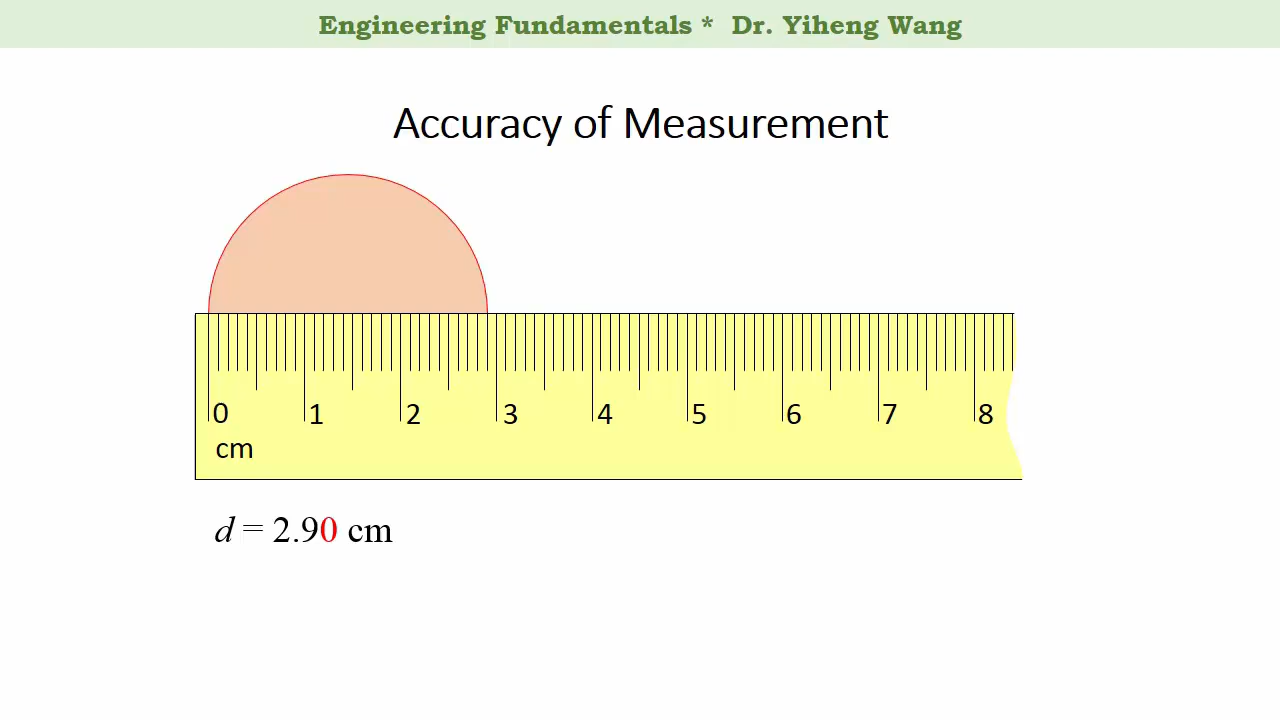 Engineering Fundamentals * Dr. Yiheng Wang
Accuracy of Measurement
0 1 2 3 4 5 6 7 8
cm
d = 2.90 cm